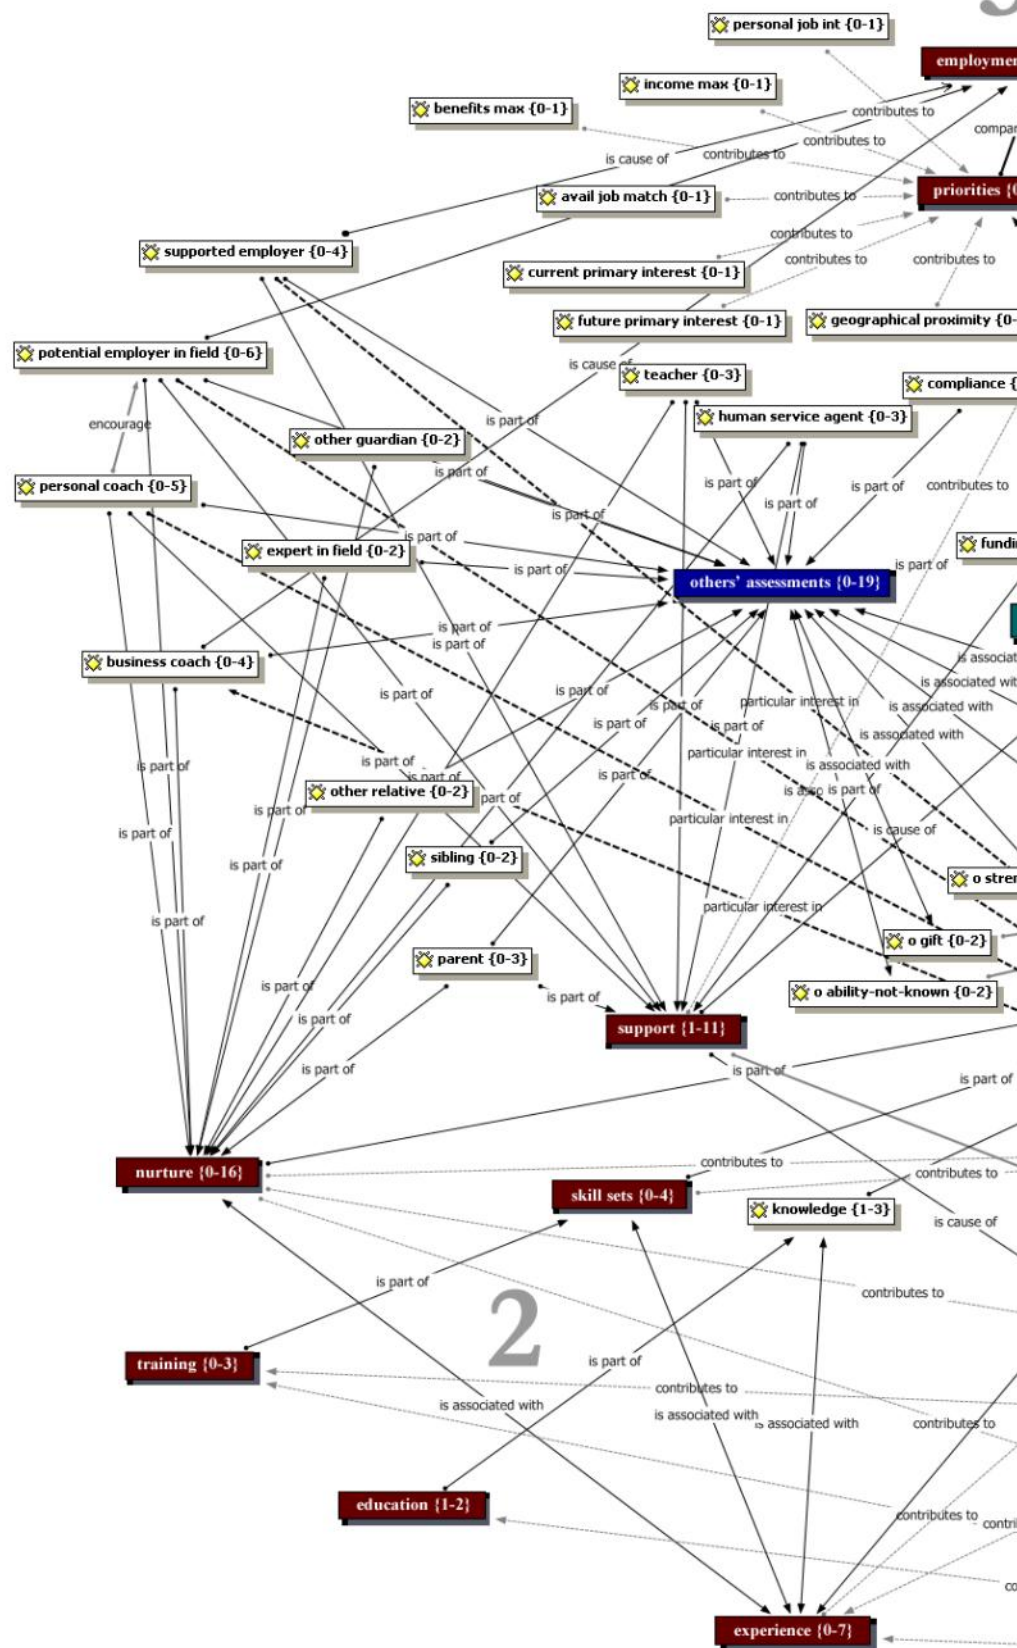 personal job int {0-1}
income max {0-1}
contributes to
benefits max {0-1}
contributes to
is cause of
contributes to
avail job match {0-1}
contributes to
contributes to
supported employer {0-4}
contributes to
contributes to
current primary interest {0-1}
future primary interest {0-1}
geographical proximity
potential employer in field {0-6}
is cause of
teacher {0-3}
compliance
human service agent {0-3}
encourage
is part of
other guardian {0-2}
is part of
is part of
is part of
contributes to
personal coach {0-5}
is part of
is part of
is part of
expert in field {0-2}
is part of
is part of
others' assessments {0-19}
is part of
is part of
business coach {0-4}
is part of
is part of
particular interest in
is part of
is associated with
is part of
is part of
is associated with
is part of
is part of
particular interest in
is associated with
is part of
is part of
other relative {0-2}
part of
is part of
is part of
particular interest in
is part of
is cause of
is part of
sibling {0-2}
is part of
particular interest in
o gift {0-2}
parent {0-3}
is part of
is part of
o ability-not-known {0-2}
is part of
support {1-11}
is part of
is part of
is part of
nurture {0-16}
contributes to
contributes to
skill sets {0-4}
knowledge {1-3}
is cause of
is part of
contributes to
2
training {0-3}
is part of
contributes to
is associated with
is associated with
is associated with
contributes to
education {1-2}
contributes to
experience {0-7}